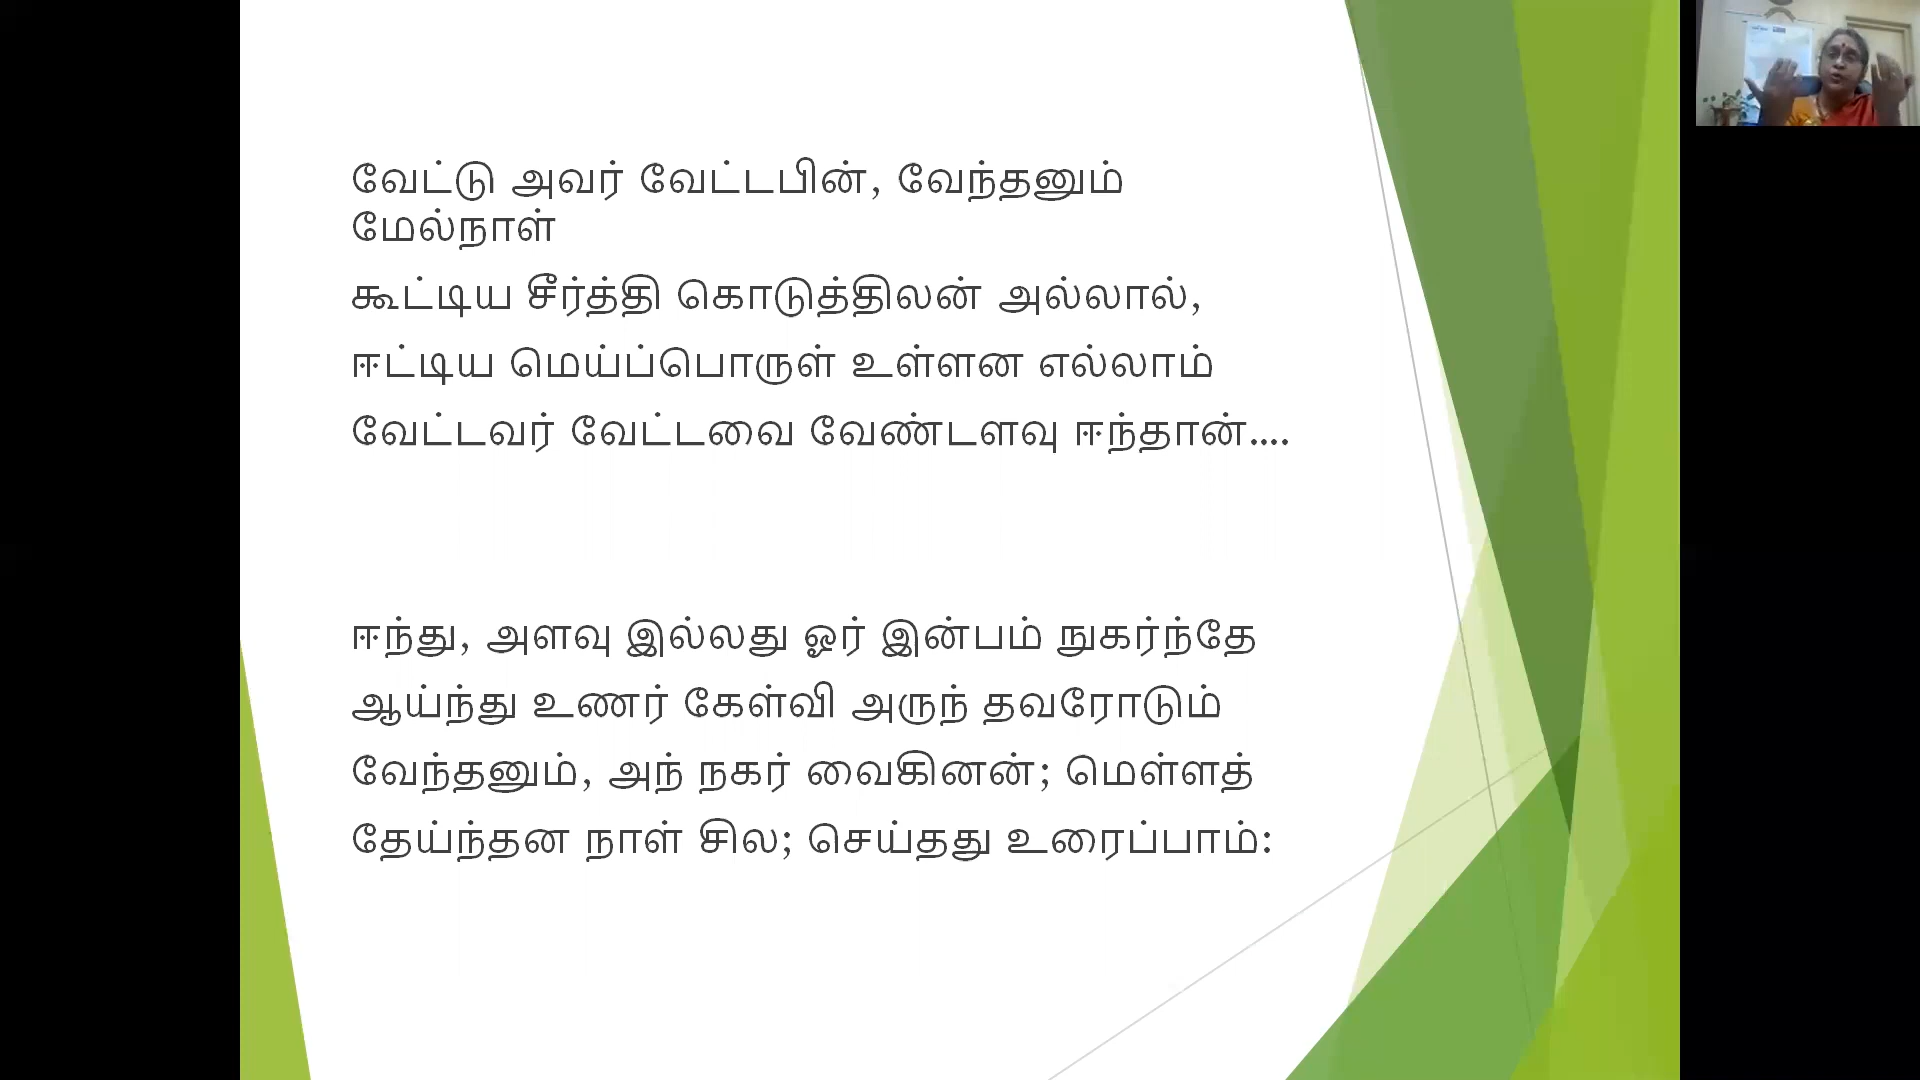 வேட்டு அவர் வேட்டபின், வேந்தனும்
மேல்நாள்
கூட்டிய சீர்த்தி கொடுத்திலன் அல்லால்,
ஈட்டிய மெய்ப்பொருள் உள்ளன எல்லாம்
வேட்டவர் வேட்டவை வேண்டளவு ஈந்தான்....
ஈந்து, அளவு இல்லது ஓர் இன்பம் நுகர்ந்தே
ஆய்ந்து உணர் கேள்வி அருந் தவரோடும்
வேந்தனும், அந் நகர் வைகினன்; மெள்ளத்
தேய்ந்தன நாள் சில; செய்தது உரைப்பாம்: